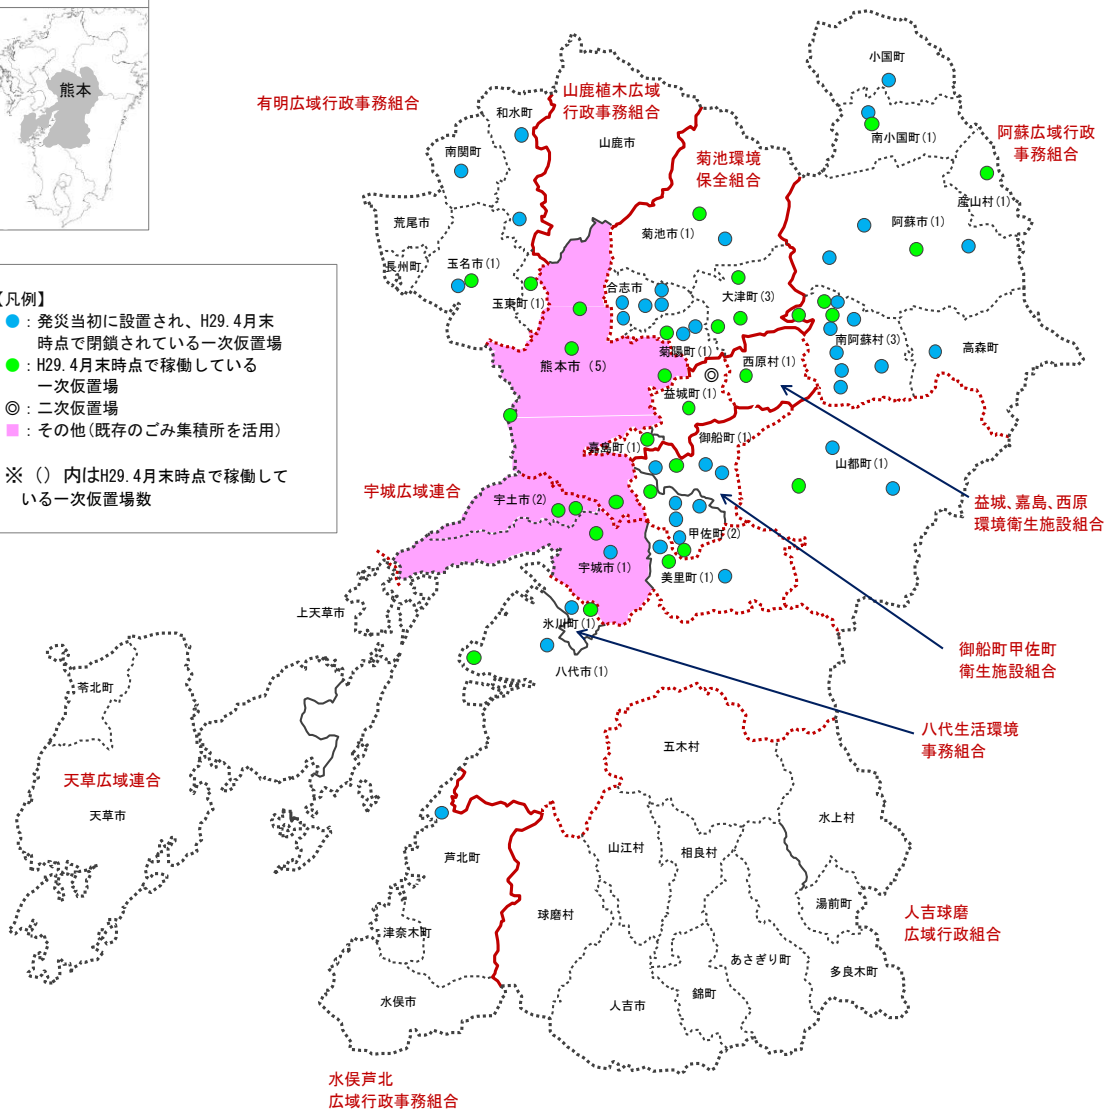 熊本
【凡例】
●：発災当初に設置され、H29.4月末
時点で閉鎖されている一次仮置場
●：H29.4月末時点で稼働している
一次仮置場
◎：二次仮置場
■：その他(既存のごみ集積所を活用)
※（）内はH29.4月末時点で稼働して
いる一次仮置場数
有明広域行政事務組合
山鹿植木広域
行政事務組合
菊池環境
保全組合
阿蘇広域行政
事務組合
小国町
南小国町(1)
産山村(1)
阿蘇市(1)
和水町
南関町
荒尾市
長洲町
玉名市(1)
玉東町(1)
山鹿市
菊池市(1)
合志市
大津町(3)
菊陽町(1)
熊本市(5)
益城町(1)
西原村(1)
南阿蘇村(3)
高森町
嘉島町(1)
御船町(1)
山都町(1)
益城、嘉島、西原
環境衛生施設組合
宇城広域連合
宇土市(2)
宇城市(1)
甲佐町(2)
美里町(1)
御船町甲佐町
衛生施設組合
上天草市
氷川町(1)
八代市(1)
八代生活環境
事務組合
苓北町
天草広域連合
天草市
五木村
水上村
山江村
相良村
湯前町
芦北町
球磨村
津奈木町
あさぎり町
多良木町
人吉球磨
広域行政組合
水俣市
人吉市
錦町
水俣芦北
広域行政事務組合